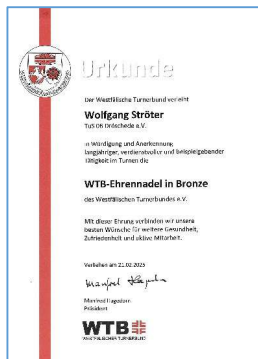 Urkunde
Der Westfälische Turnerbund verleiht
Wolfgang Ströter
TuS 06 Dröschede e.V.
in Würdigung und Anerkennung
langjähriger, verdienstvoller und beispielgebender
Tätigkeit im Turnen die
WTB-Ehrennadel in Bronze
des Westfälischen Turnerbundes e.V.
Mit dieser Ehrung verbinden wir unsere
besten Wünsche für weitere Gesundheit,
Zufriedenheit und aktive Mitarbeit.
Verliehen am 21.02.2025
Manfred Hagedorn
Präsident
WTB
WESTFÄLISCHER TURNERBUND